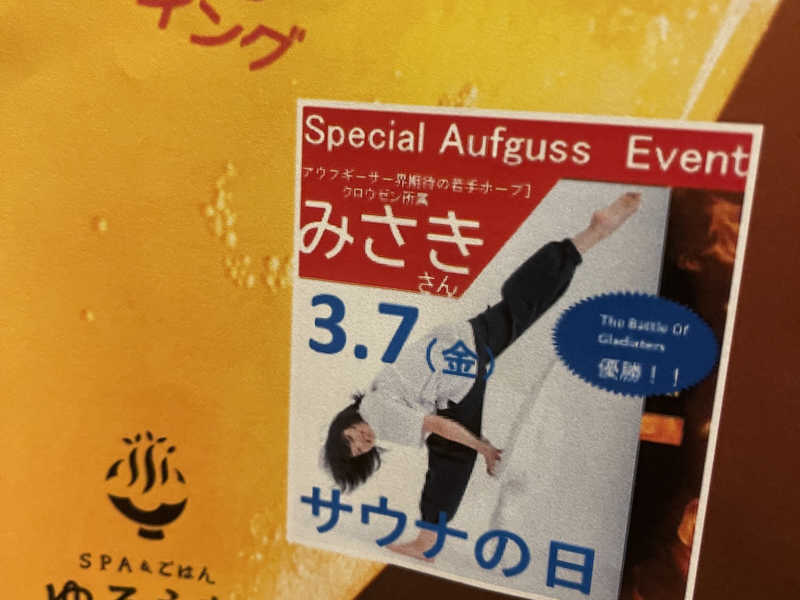 イング
Special Aufguss Event
アウフギーサー界期待の若手ホープ]
クロウゼン所属
みさき
さん
3.7(金)
The Battle Of
Gladiaters
優勝!!
サウナの日
SPA&ごはん